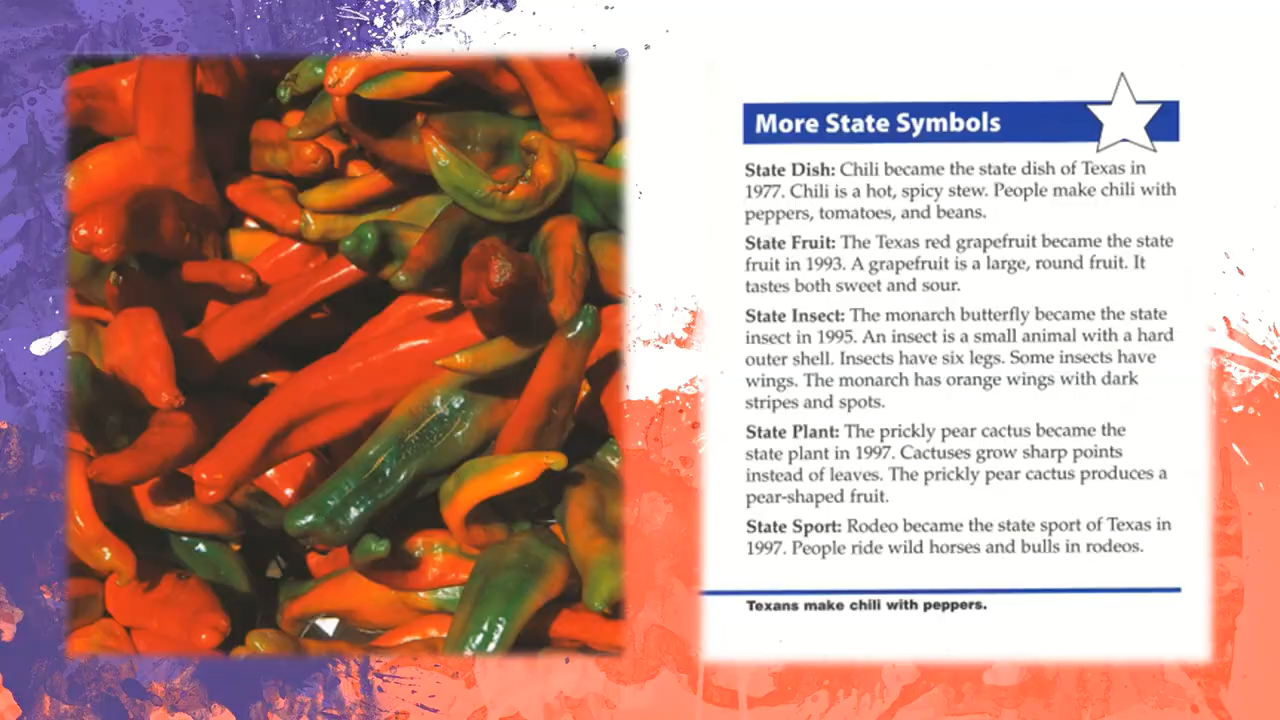 More State Symbols
State Dish: Chili became the state dish of Texas in
1977. Chili is a hot, spicy stew. People make chili with
peppers, tomatoes, and beans.
State Fruit: The Texas red grapefruit became the state
fruit in 1993. A grapefruit is a large, round fruit. It
tastes both sweet and sour.
State Insect: The monarch butterfly became the state
insect in 1995. An insect is a small animal with a hard
outer shell. Insects have six legs. Some insects have
wings. The monarch has orange wings with dark
stripes and spots.
State Plant: The prickly pear cactus became the
state plant in 1997. Cactuses grow sharp points
instead of leaves. The prickly pear cactus produces a
pear-shaped fruit.
State Sport: Rodeo became the state sport of Texas in
1997. People ride wild horses and bulls in rodeos.
Texans make chili with peppers.